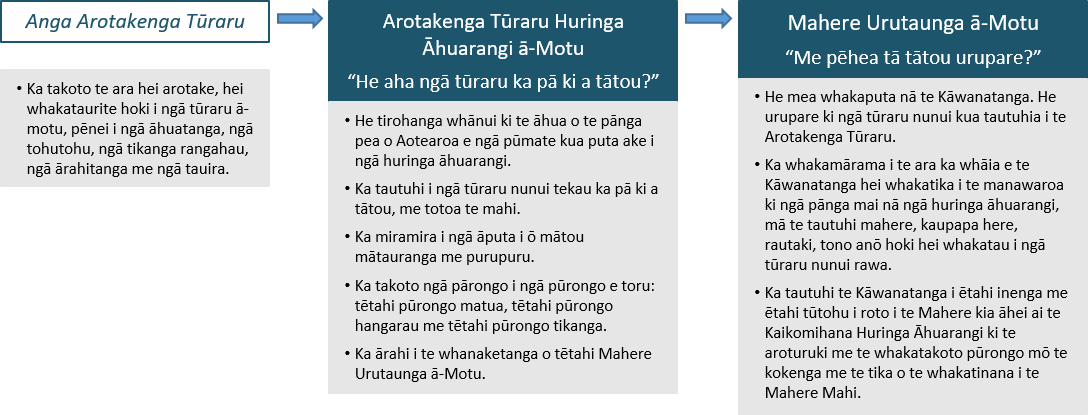 Anga Arotakenga Tūraru
• Ka takoto te ara hei arotake, hei
whakataurite hoki i ngā tūraru ā-
motu, pēnei i ngā āhuatanga, ngā
tohutohu, ngā tikanga rangahau,
ngā ārahitanga me ngā tauira.
Arotakenga Tūraru Huringa
Āhuarangi ā-Motu
“He aha ngā tūraru ka pā ki a tātou?”
• He tirohanga whānui ki te āhua o te pānga
pea o Aotearoa e ngā pūmate kua puta ake i
ngā huringa āhuarangi.
• Ka tautuhi i ngā tūraru nunui tekau ka pā ki a
tātou, me totoa te mahi.
• Ka miramira i ngā āputa i ō mātou
mātauranga me purupuru.
• Ka takoto ngā pārongo i ngā pūrongo e toru:
tētahi pūrongo matua, tētahi pūrongo
hangarau me tētahi pūrongo tikanga.
• Ka ārahi i te whanaketanga o tētahi Mahere
Urutaunga ā-Motu.
Mahere Urutaunga ā-Motu
“Me pēhea tā tātou urupare?”
• He mea whakaputa nā te Kāwanatanga. He
urupare ki ngā tūraru nunui kua tautuhia i te
Arotakenga Tūraru.
• Ka whakamārama i te ara ka whāia e te
Kāwanatanga hei whakatika i te manawaroa
ki ngā pānga mai nā ngā huringa āhuarangi,
mā te tautuhi mahere, kaupapa here,
rautaki, tono anō hoki hei whakatau i ngā
tūraru nunui rawa.
• Ka tautuhi te Kāwanatanga i ētahi inenga me
ētahi tūtohu i roto i te Mahere kia āhei ai te
Kaikomihana Huringa Āhuarangi ki te
aroturuki me te whakatakoto pūrongo mō te
kokenga me te tika o te whakatinana i te
Mahere Mahi.